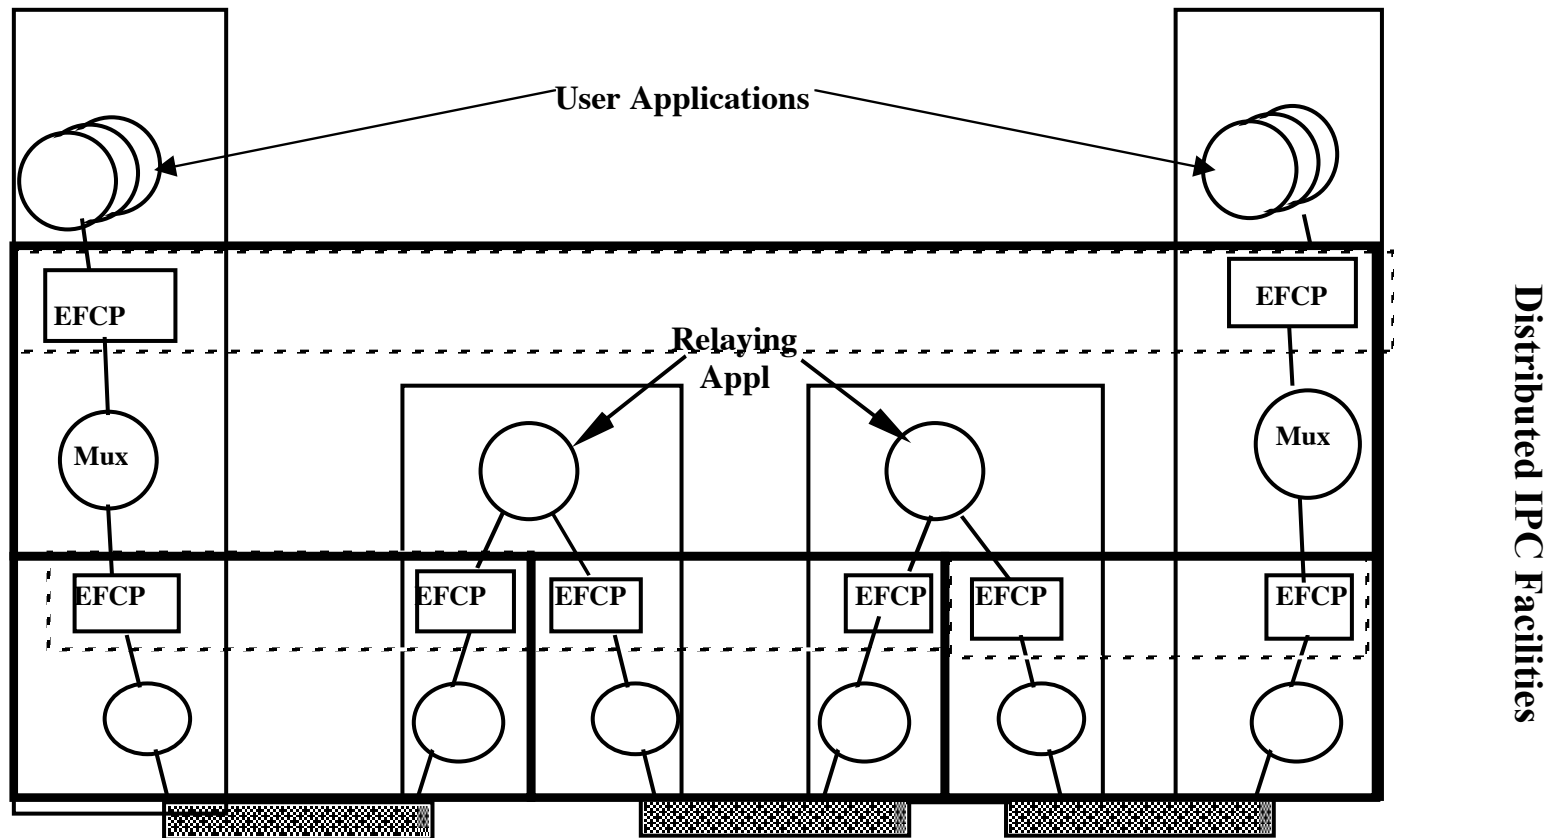 User Applications
EFCP
EFCP
Relaying
Appl
Mux
Mux
EFCP
EFCP
EFCP
EFCP
EFCP
EFCP
Distributed IPC Facilities